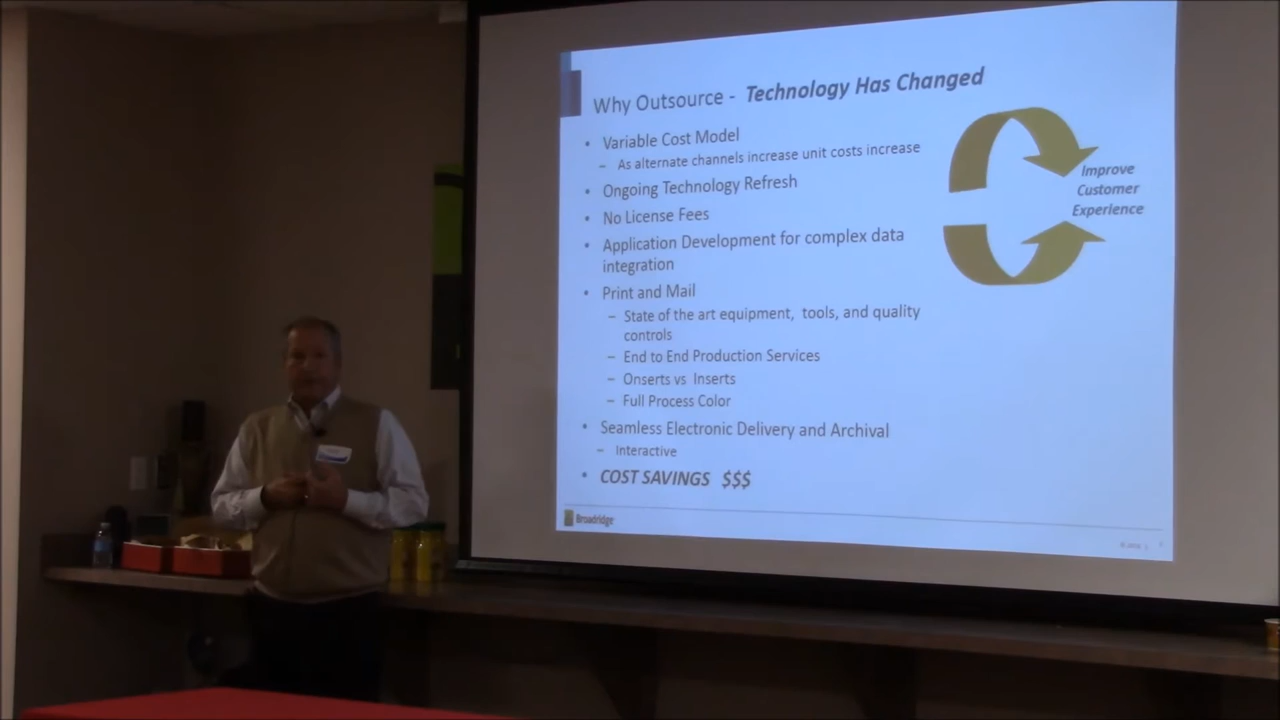 Why Outsource - Technology Has Changed
• Variable Cost Model
– As alternate channels increase unit costs increase
• Ongoing Technology Refresh
• No License Fees
• Application Development for complex data
integration
• Print and Mail
– State of the art equipment, tools, and quality
controls
– End to End Production Services
– Onserts vs Inserts
– Full Process Color
• Seamless Electronic Delivery and Archival
– Interactive
• COST SAVINGS $$$
Improve
Customer
Experience
Broadridge